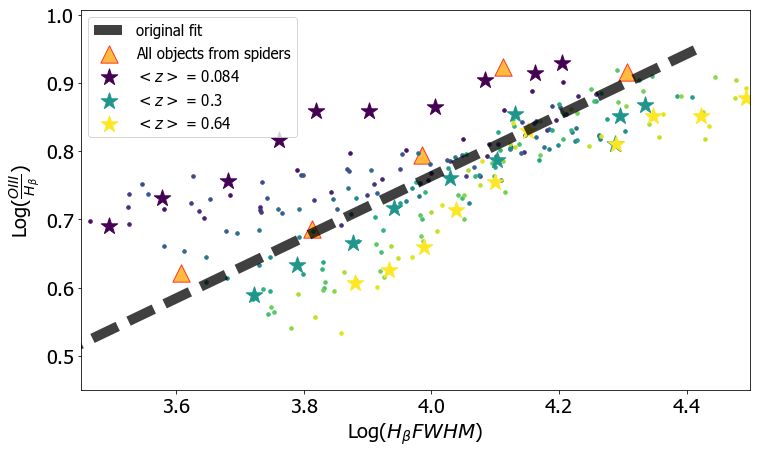 original fit
All objects from spiders
< z > = 0.084
< z > = 0.3
< z > = 0.64
1.0
0.9
0.8
0.7
0.6
0.5
Log(OIII/Hβ)
3.6 3.8 4.0 4.2 4.4
Log(HβFWHM)